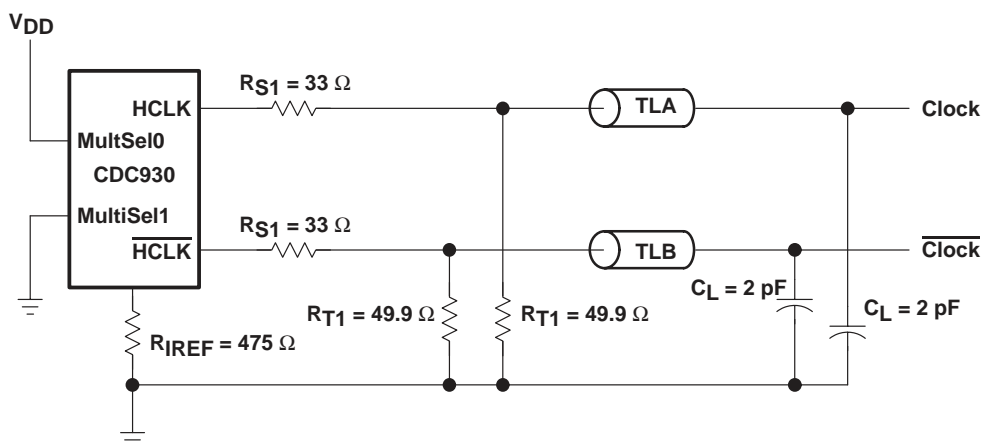 VDD
RS1 = 33 Ω
HCLK
TLA
Clock
MultSel0
CDC930
MultiSel1
RS1 = 33 Ω
HCLK
TLB
Clock
CL = 2 pF
RT1 = 49.9 Ω
RT1 = 49.9 Ω
CL = 2 pF
RIREF = 475 Ω